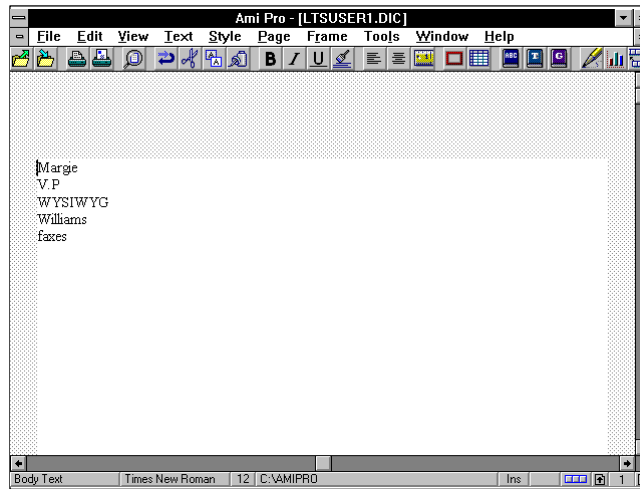 Ami Pro - [LTSUSER1.DIC]
File Edit View Text Style Page Frame Tools Window Help
B I U ABC T G
Margie
V.P
WYSIWYG
Williams
faxes
Body Text Times New Roman 12 C:\AMIPRO Ins 1